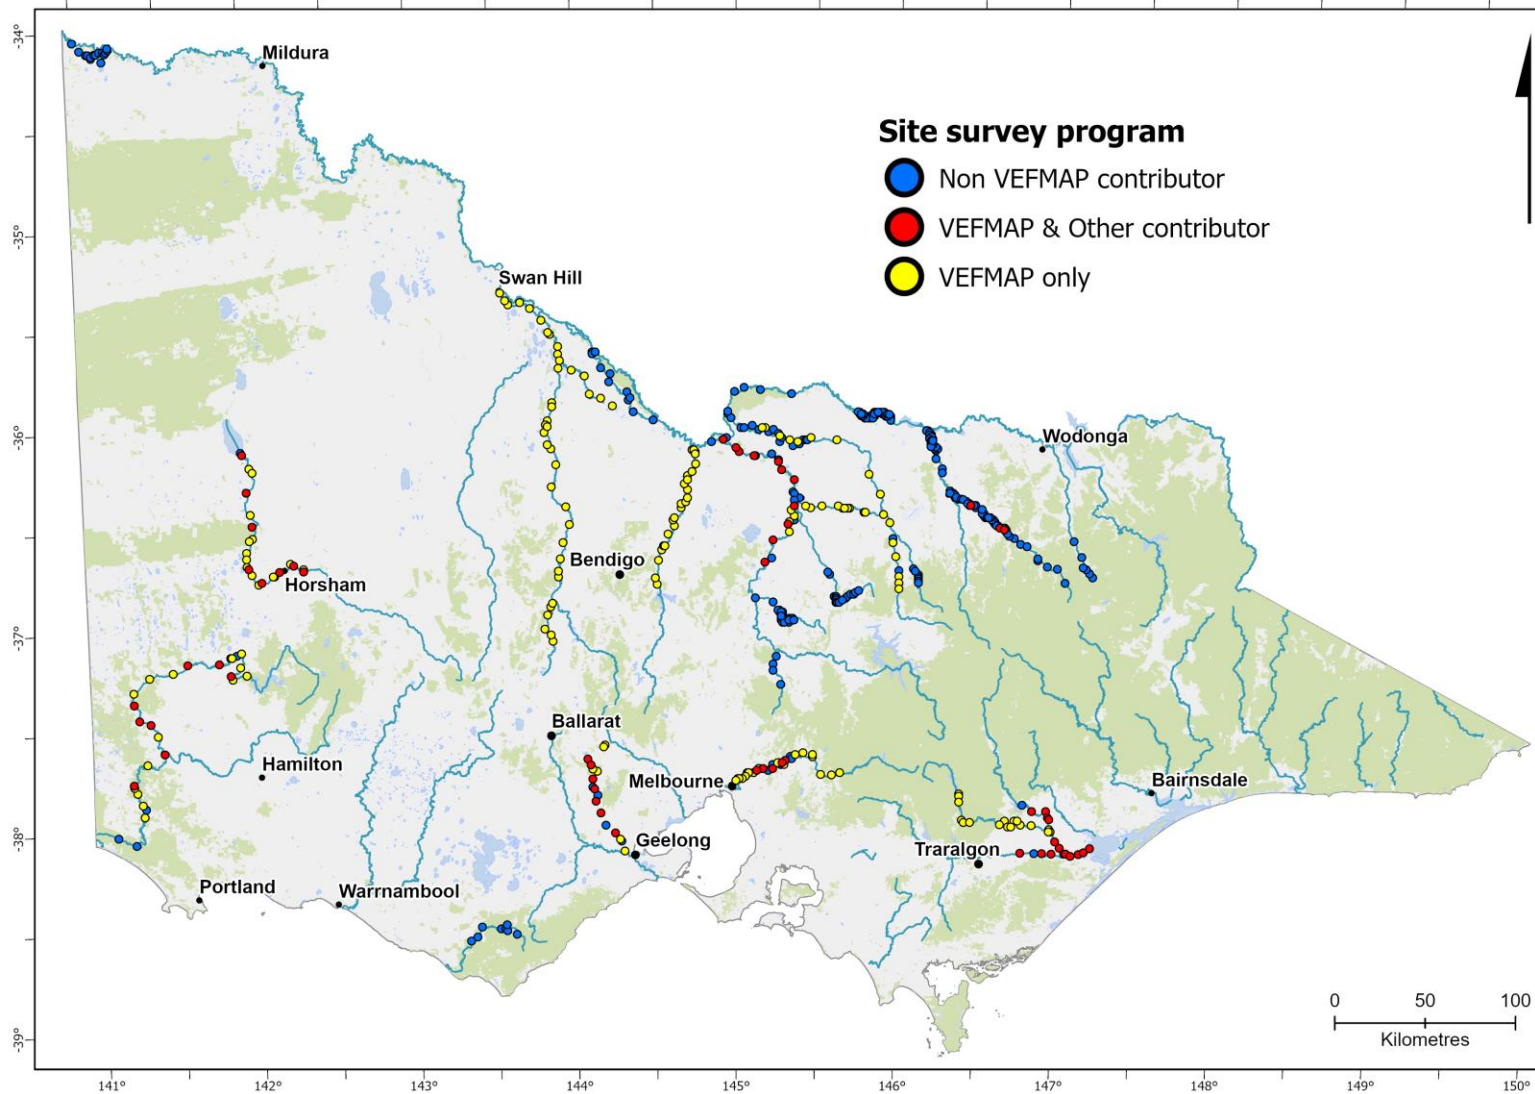 Mildura
Site survey program
Non VEFMAP contributor
VEFMAP & Other contributor
VEFMAP only
Swan Hill
Wodonga
Bendigo
Horsham
Ballarat
Hamilton
Melbourne
Bairnsdale
Geelong
Traralgon
Portland
Warrnambool
0 50 100
Kilometres
-34°
-35°
-36°
-37°
-38°
-39°
141° 142° 143° 144° 145° 146° 147° 148° 149° 150°